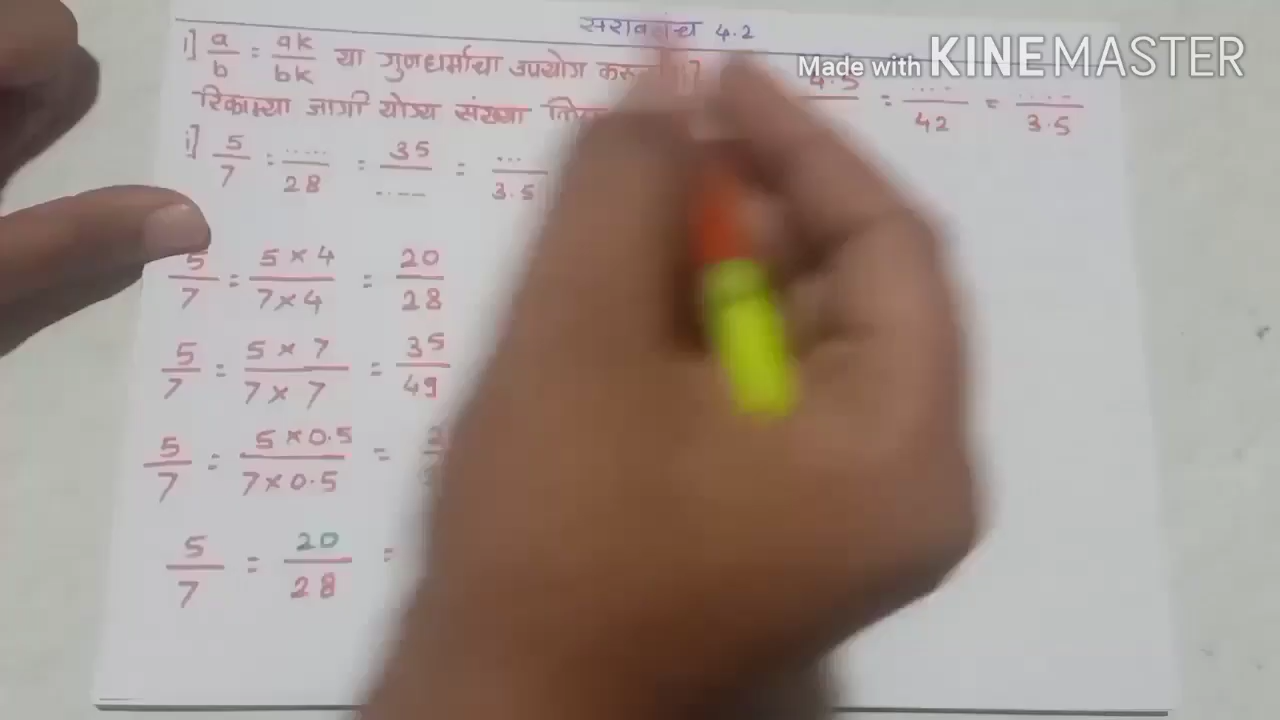 सरावसंच 4.2
Made with KINEMASTER
i] a/b = ak/bk या गुणधर्माचा उपयोग करून
रिकाम्या जागी योग्य संख्या
i] 5/7 = ...../28 = 35/..... = .../3.5
4.5/ = ..../42 = ..../3.5
5/7 = 5 × 4/7 × 4 = 20/28
5/7 = 5 × 7/7 × 7 = 35/49
5/7 = 5 × 0.5/7 × 0.5 =
5/7 = 20/28 =